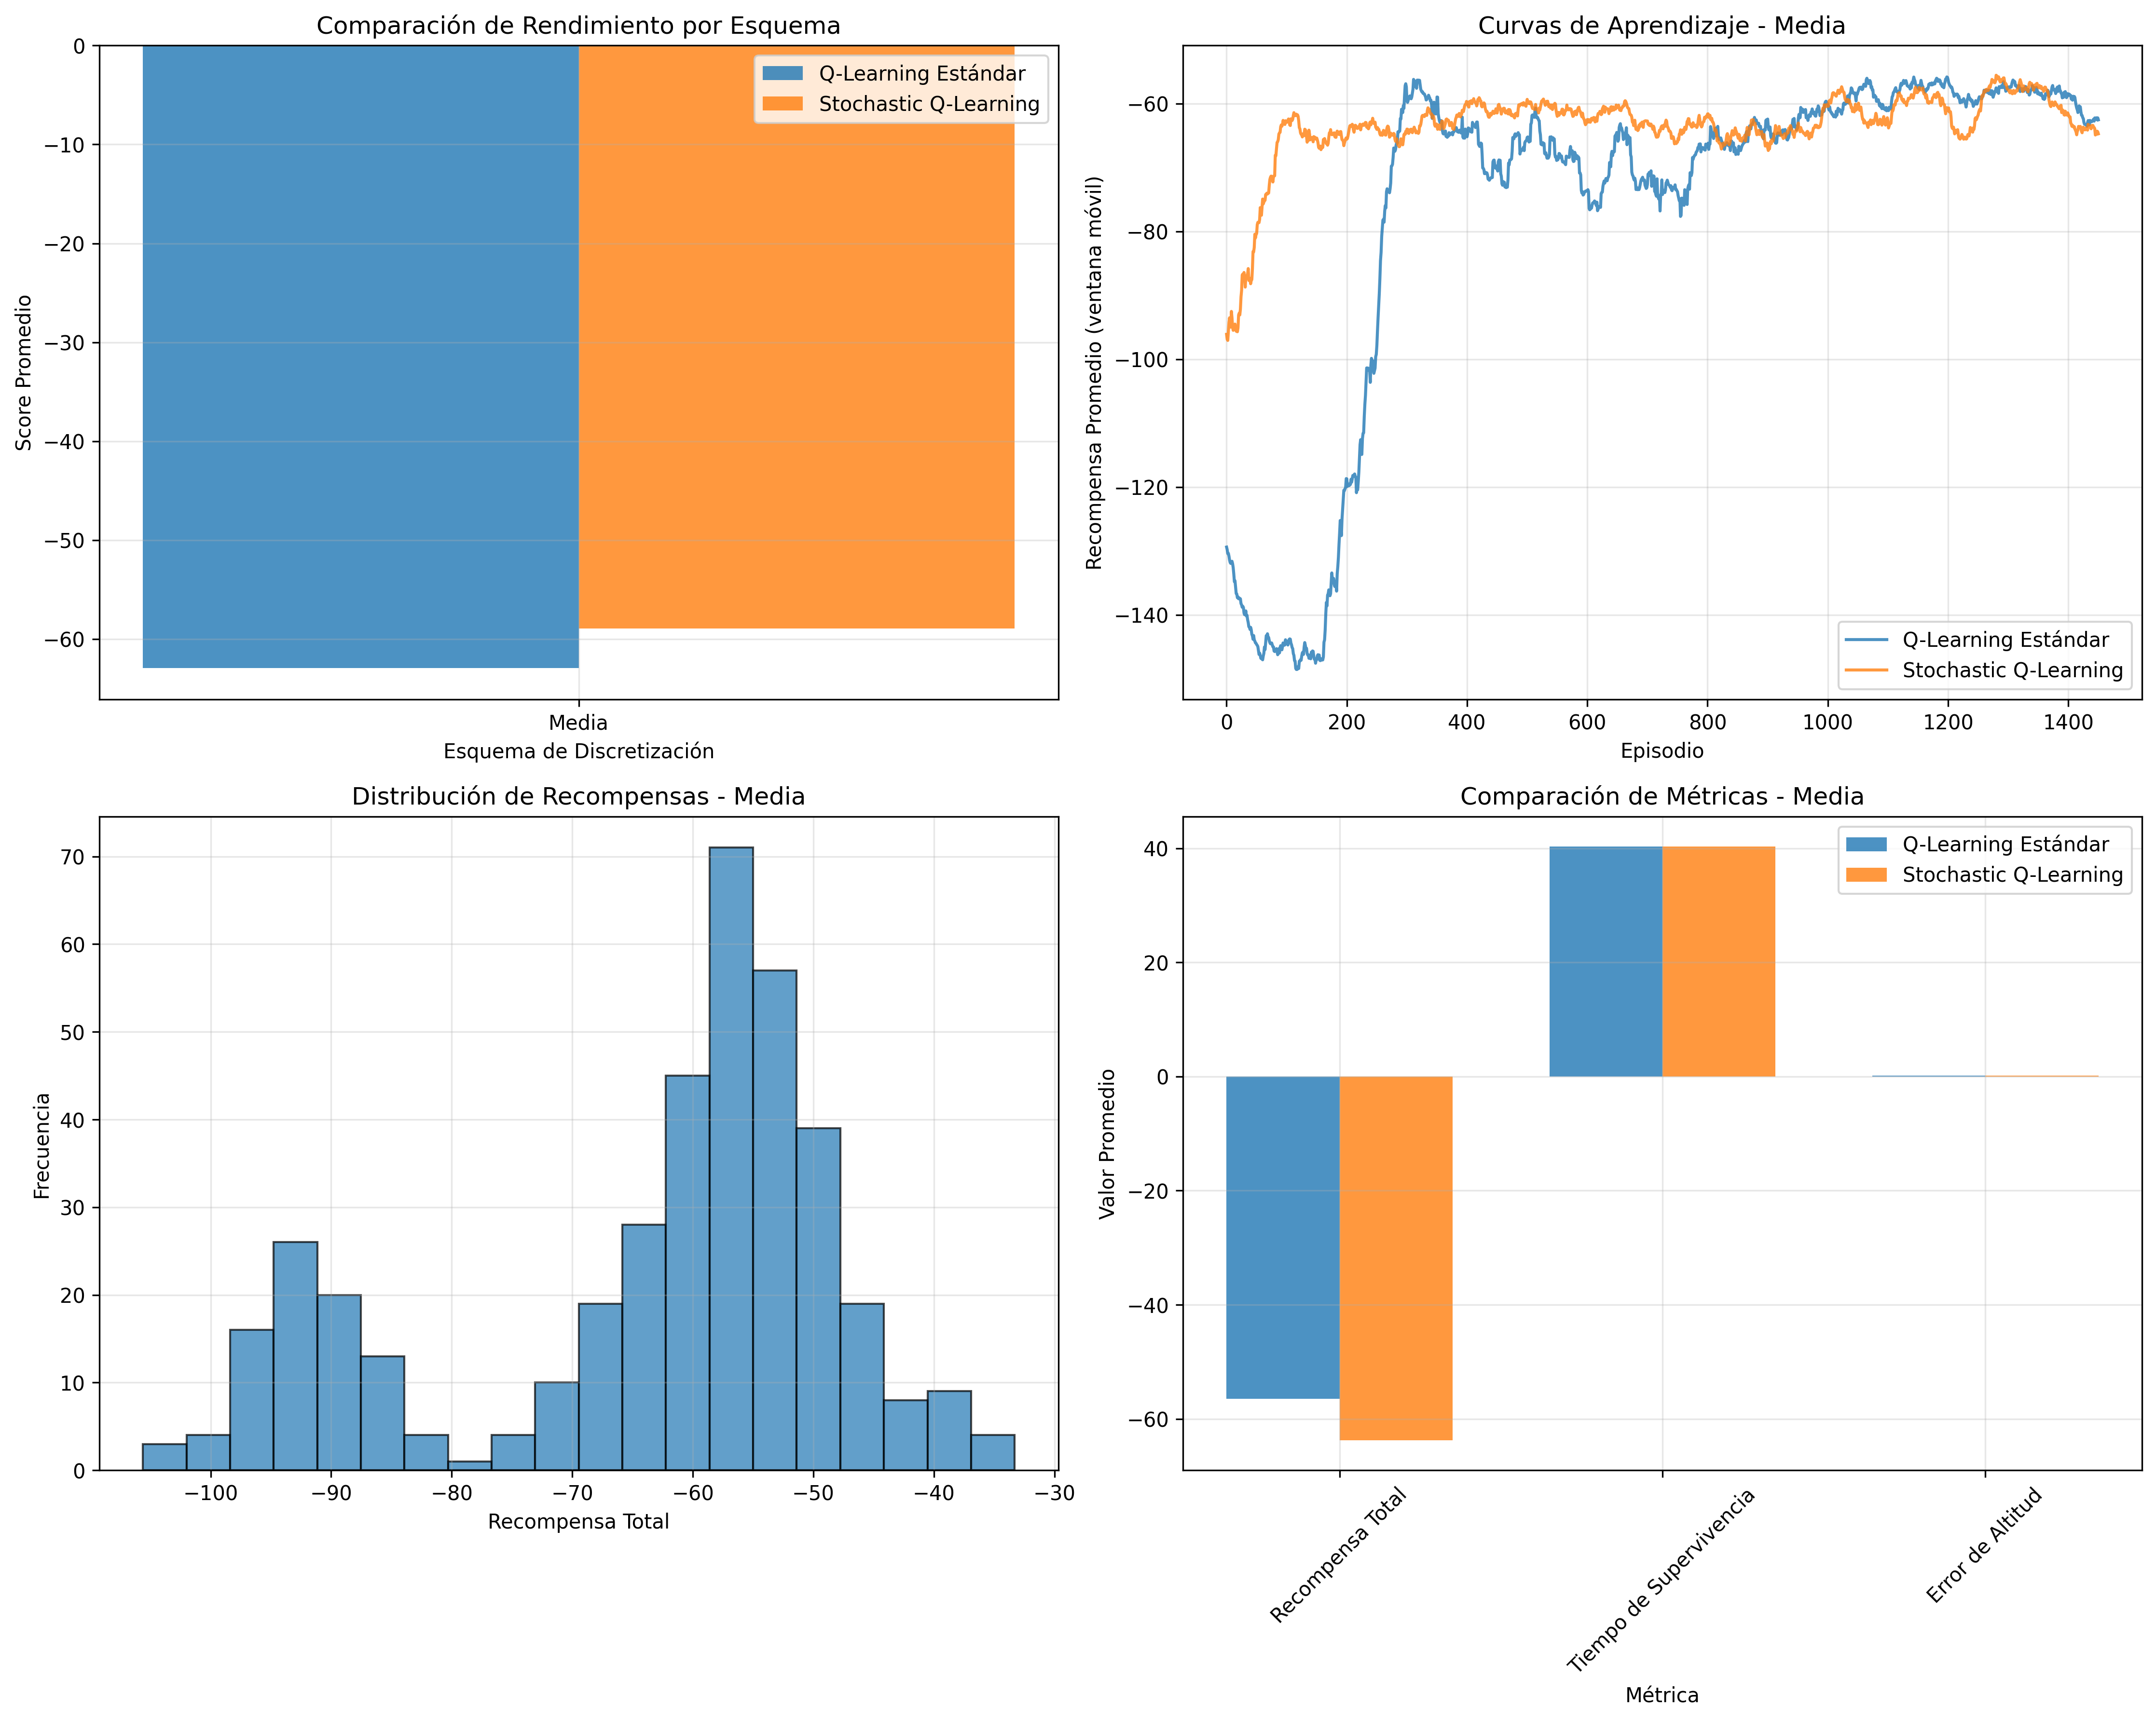 Comparación de Rendimiento por Esquema
Score Promedio
0
−10
−20
−30
−40
−50
−60
Q-Learning Estándar
Stochastic Q-Learning
Media
Esquema de Discretización
Curvas de Aprendizaje - Media
Recompensa Promedio (ventana móvil)
−60
−80
−100
−120
−140
Q-Learning Estándar
Stochastic Q-Learning
0 200 400 600 800 1000 1200 1400
Episodio
Distribución de Recompensas - Media
Frecuencia
70
60
50
40
30
20
10
0
−100 −90 −80 −70 −60 −50 −40 −30
Recompensa Total
Comparación de Métricas - Media
Valor Promedio
40
20
0
−20
−40
−60
Q-Learning Estándar
Stochastic Q-Learning
Recompensa Total
Tiempo de Supervivencia
Error de Altitud
Métrica